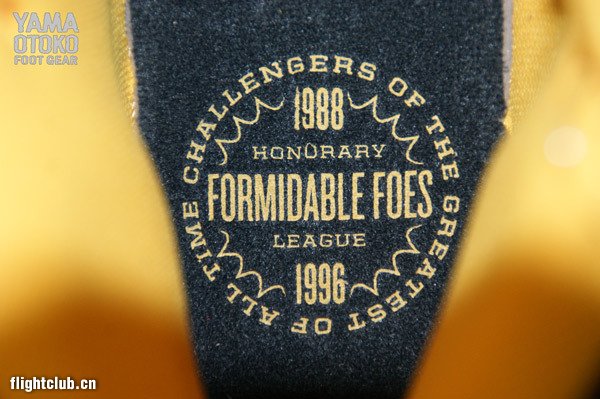 YAMA
OTOKO
FOOT GEAR
CHALLENGERS OF THE GREATEST OF ALL TIME
1988
HONORARY
FORMIDABLE FOES
LEAGUE
1996
flightclub.cn